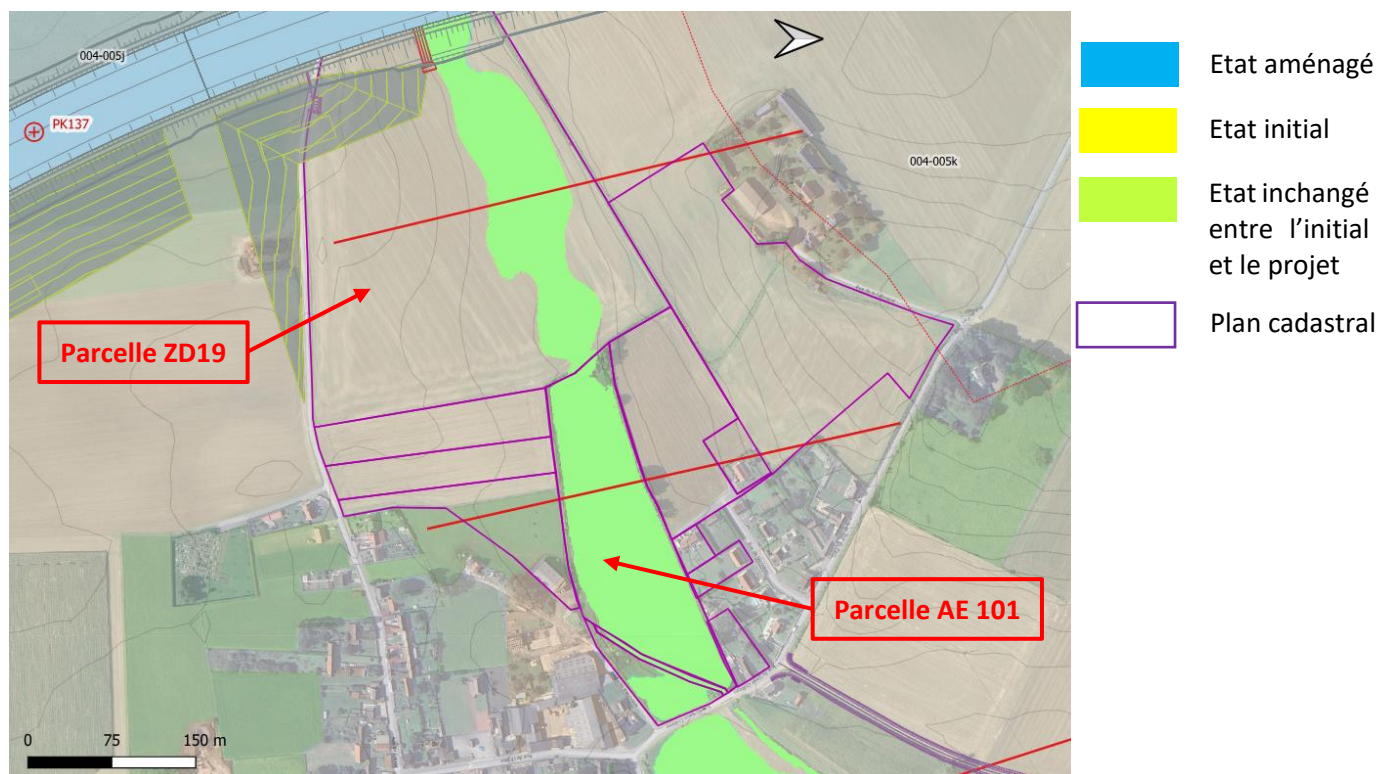 004-005j
PK137
004-005k
Parcelle ZD19
Parcelle AE 101
0 75 150 m
Etat aménagé
Etat initial
Etat inchangé
entre l’initial
et le projet
Plan cadastral